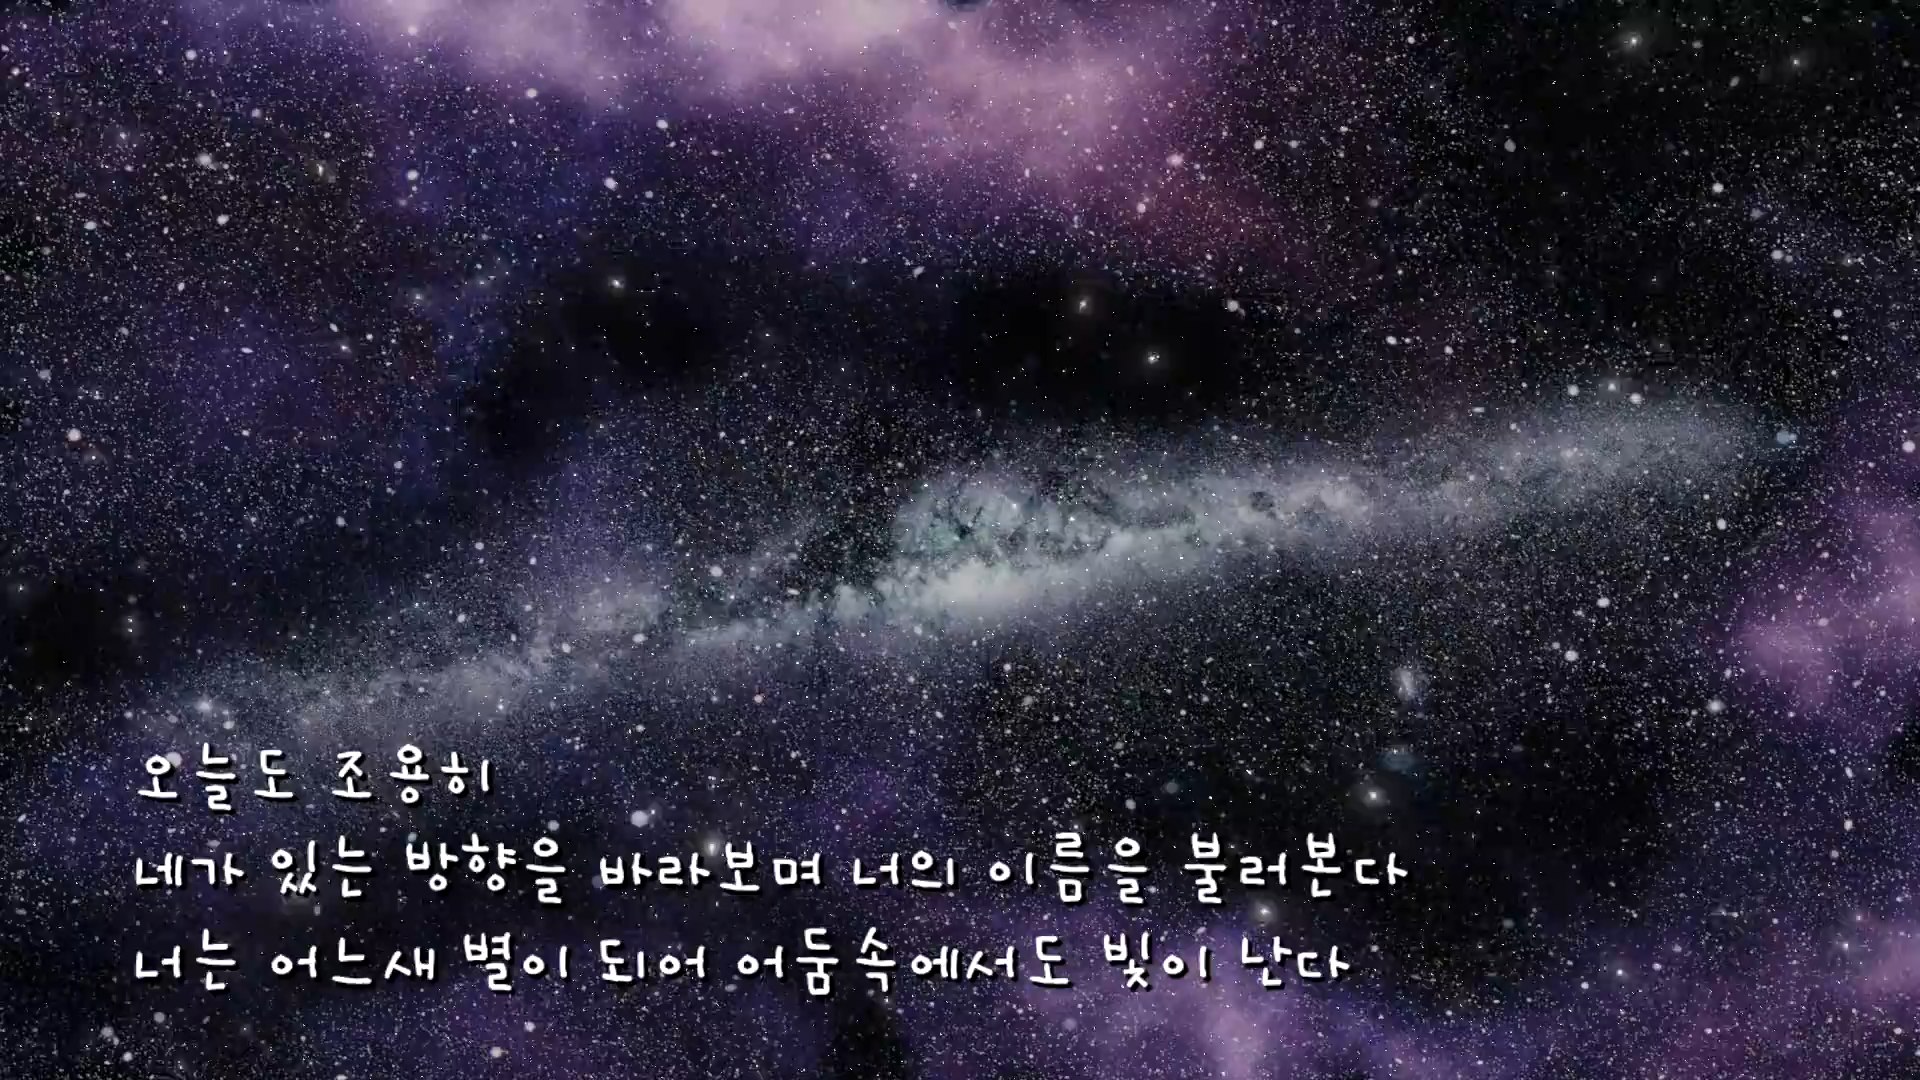 오늘도 조용히
네가 있는 방향을 바라보며 너의 이름을 불러본다
너는 어느새 별이 되어 어둠속에서도 빛이 난다